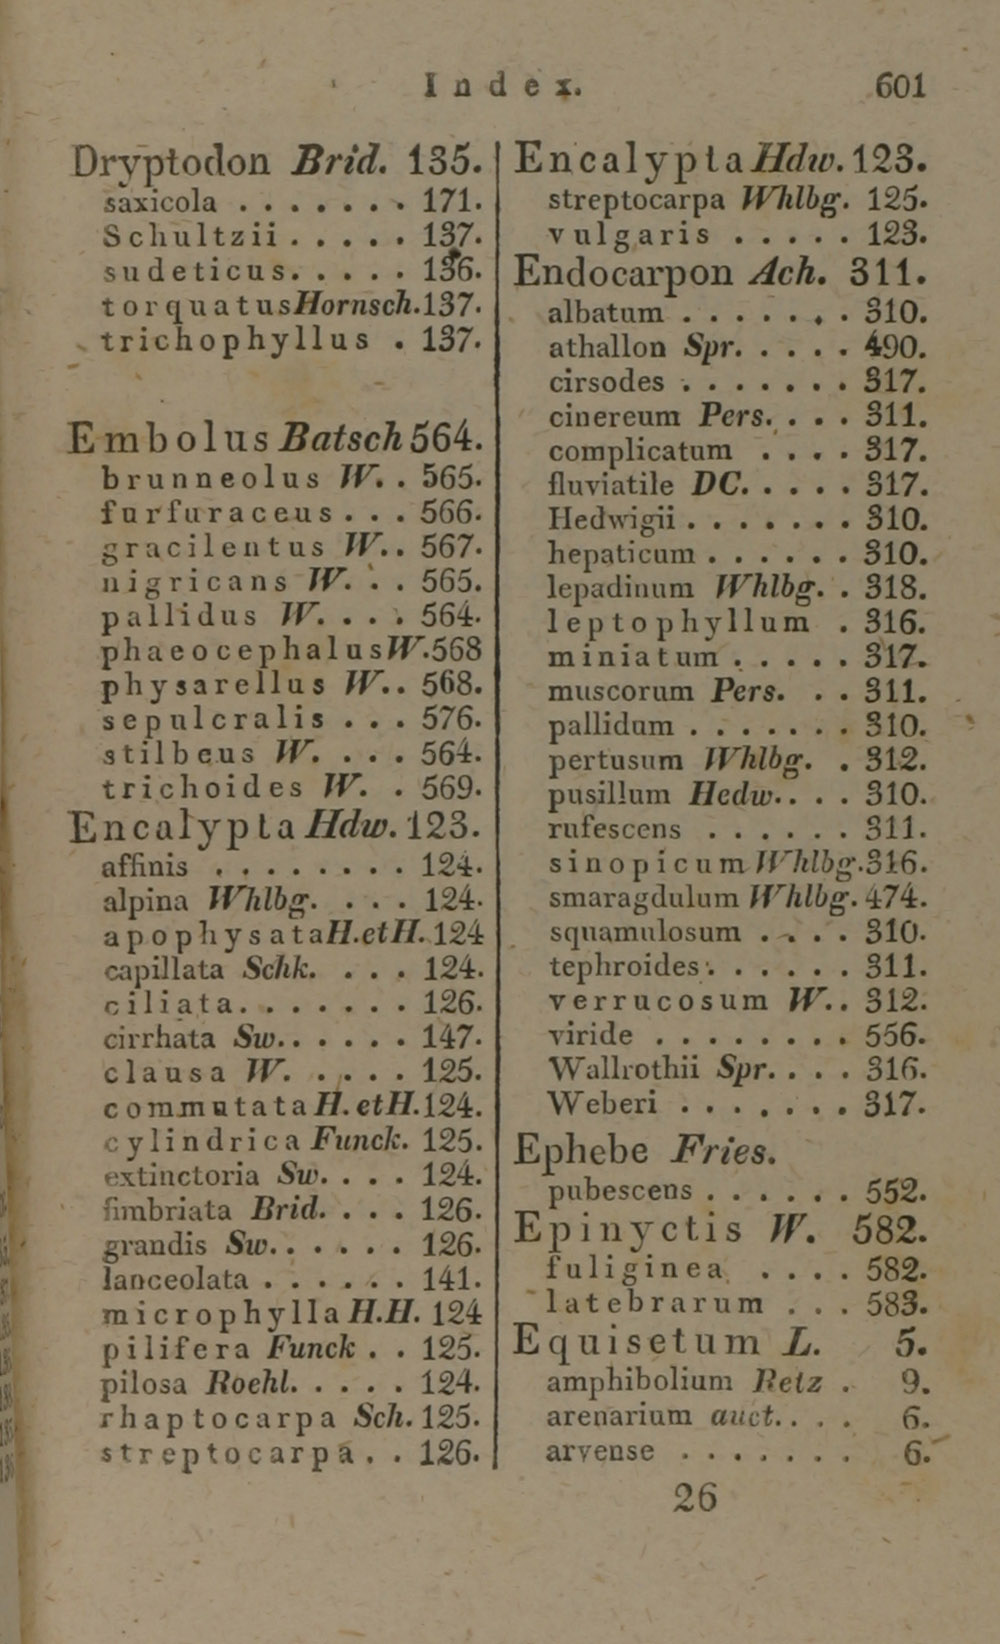 Index. 601
Dryptodon Brid. 135.
saxicola . . . . . . . 171.
Schultzii . . . . . 137.
sudeticus. . . . . 136.
torquatus Hornsch. 137.
trichophyllus . 137.
Embolus Batsch 564.
brunneolus W. . 565.
furfuraceus . . . 566.
gracilentus W. . 567.
nigricans W. . . 565.
pallidus W. . . . 564.
phaeocephalus W. 568
physarellus W. . 568.
sepulcralis . . . 576.
stilbeus W. . . . 564.
trichoides W. . 569.
Encalypta Hdw. 123.
affinis . . . . . . . . 124.
alpina Whlbg. . . . 124.
apophysata H. et H. 124
capillata Schk. . . . 124.
ciliata. . . . . . . 126.
cirrhata Sw. . . . . . 147.
clausa W. . . . . 125.
commutata H. et H. 124.
cylindrica Funck. 125.
extinctoria Sw. . . . 124.
fimbriata Brid. . . . 126.
grandis Sw. . . . . . 126.
lanceolata . . . . . . 141.
microphylla H.H. 124
pilifera Funck . . 125.
pilosa Roehl. . . . . 124.
rhaptocarpa Sch. 125.
streptocarpa. . 126.
Encalypta Hdw. 123.
streptocarpa Whlbg. 125.
vulgaris . . . . . 123.
Endocarpon Ach. 311.
albatum . . . . . . . 310.
athallon Spr. . . . . 490.
cirsodes . . . . . . . 317.
cinereum Pers. . . . 311.
complicatum . . . . 317.
fluviatile DC. . . . . 317.
Hedwigii . . . . . . . 310.
hepaticum . . . . . . 310.
lepadinum Whlbg. . 318.
leptophyllum . 316.
miniatum . . . . . 317.
muscorum Pers. . . 311.
pallidum . . . . . . . 310.
pertusum Whlbg. . 312.
pusillum Hedw. . . . 310.
rufescens . . . . . . 311.
sinopicum Whlbg. 316.
smaragdulum Whlbg. 474.
squamulosum . . . . 310.
tephroides . . . . . . 311.
verrucosum W. . 312.
viride . . . . . . . . 556.
Wallrothii Spr. . . . 316.
Weberi . . . . . . . 317.
Ephebe Fries.
pubescens . . . . . . 552.
Epinyctis W. 582.
fuliginea . . . . 582.
latebrarum . . . 583.
Equisetum L. 5.
amphibolium Retz . 9.
arenarium auct. . . . 6.
arvense . . . . . . . 6.
26